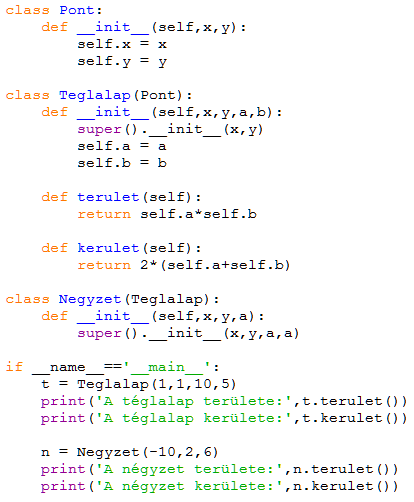 class Pont:
    def __init__(self,x,y):
        self.x = x
        self.y = y

class Teglalap(Pont):
    def __init__(self,x,y,a,b):
        super().__init__(x,y)
        self.a = a
        self.b = b

    def terulet(self):
        return self.a*self.b

    def kerulet(self):
        return 2*(self.a+self.b)

class Negyzet(Teglalap):
    def __init__(self,x,y,a):
        super().__init__(x,y,a,a)

if __name__=='__main__':
    t = Teglalap(1,1,10,5)
    print('A téglalap területe:',t.terulet())
    print('A téglalap kerülete:',t.kerulet())

    n = Negyzet(-10,2,6)
    print('A négyzet területe:',n.terulet())
    print('A négyzet kerülete:',n.kerulet())